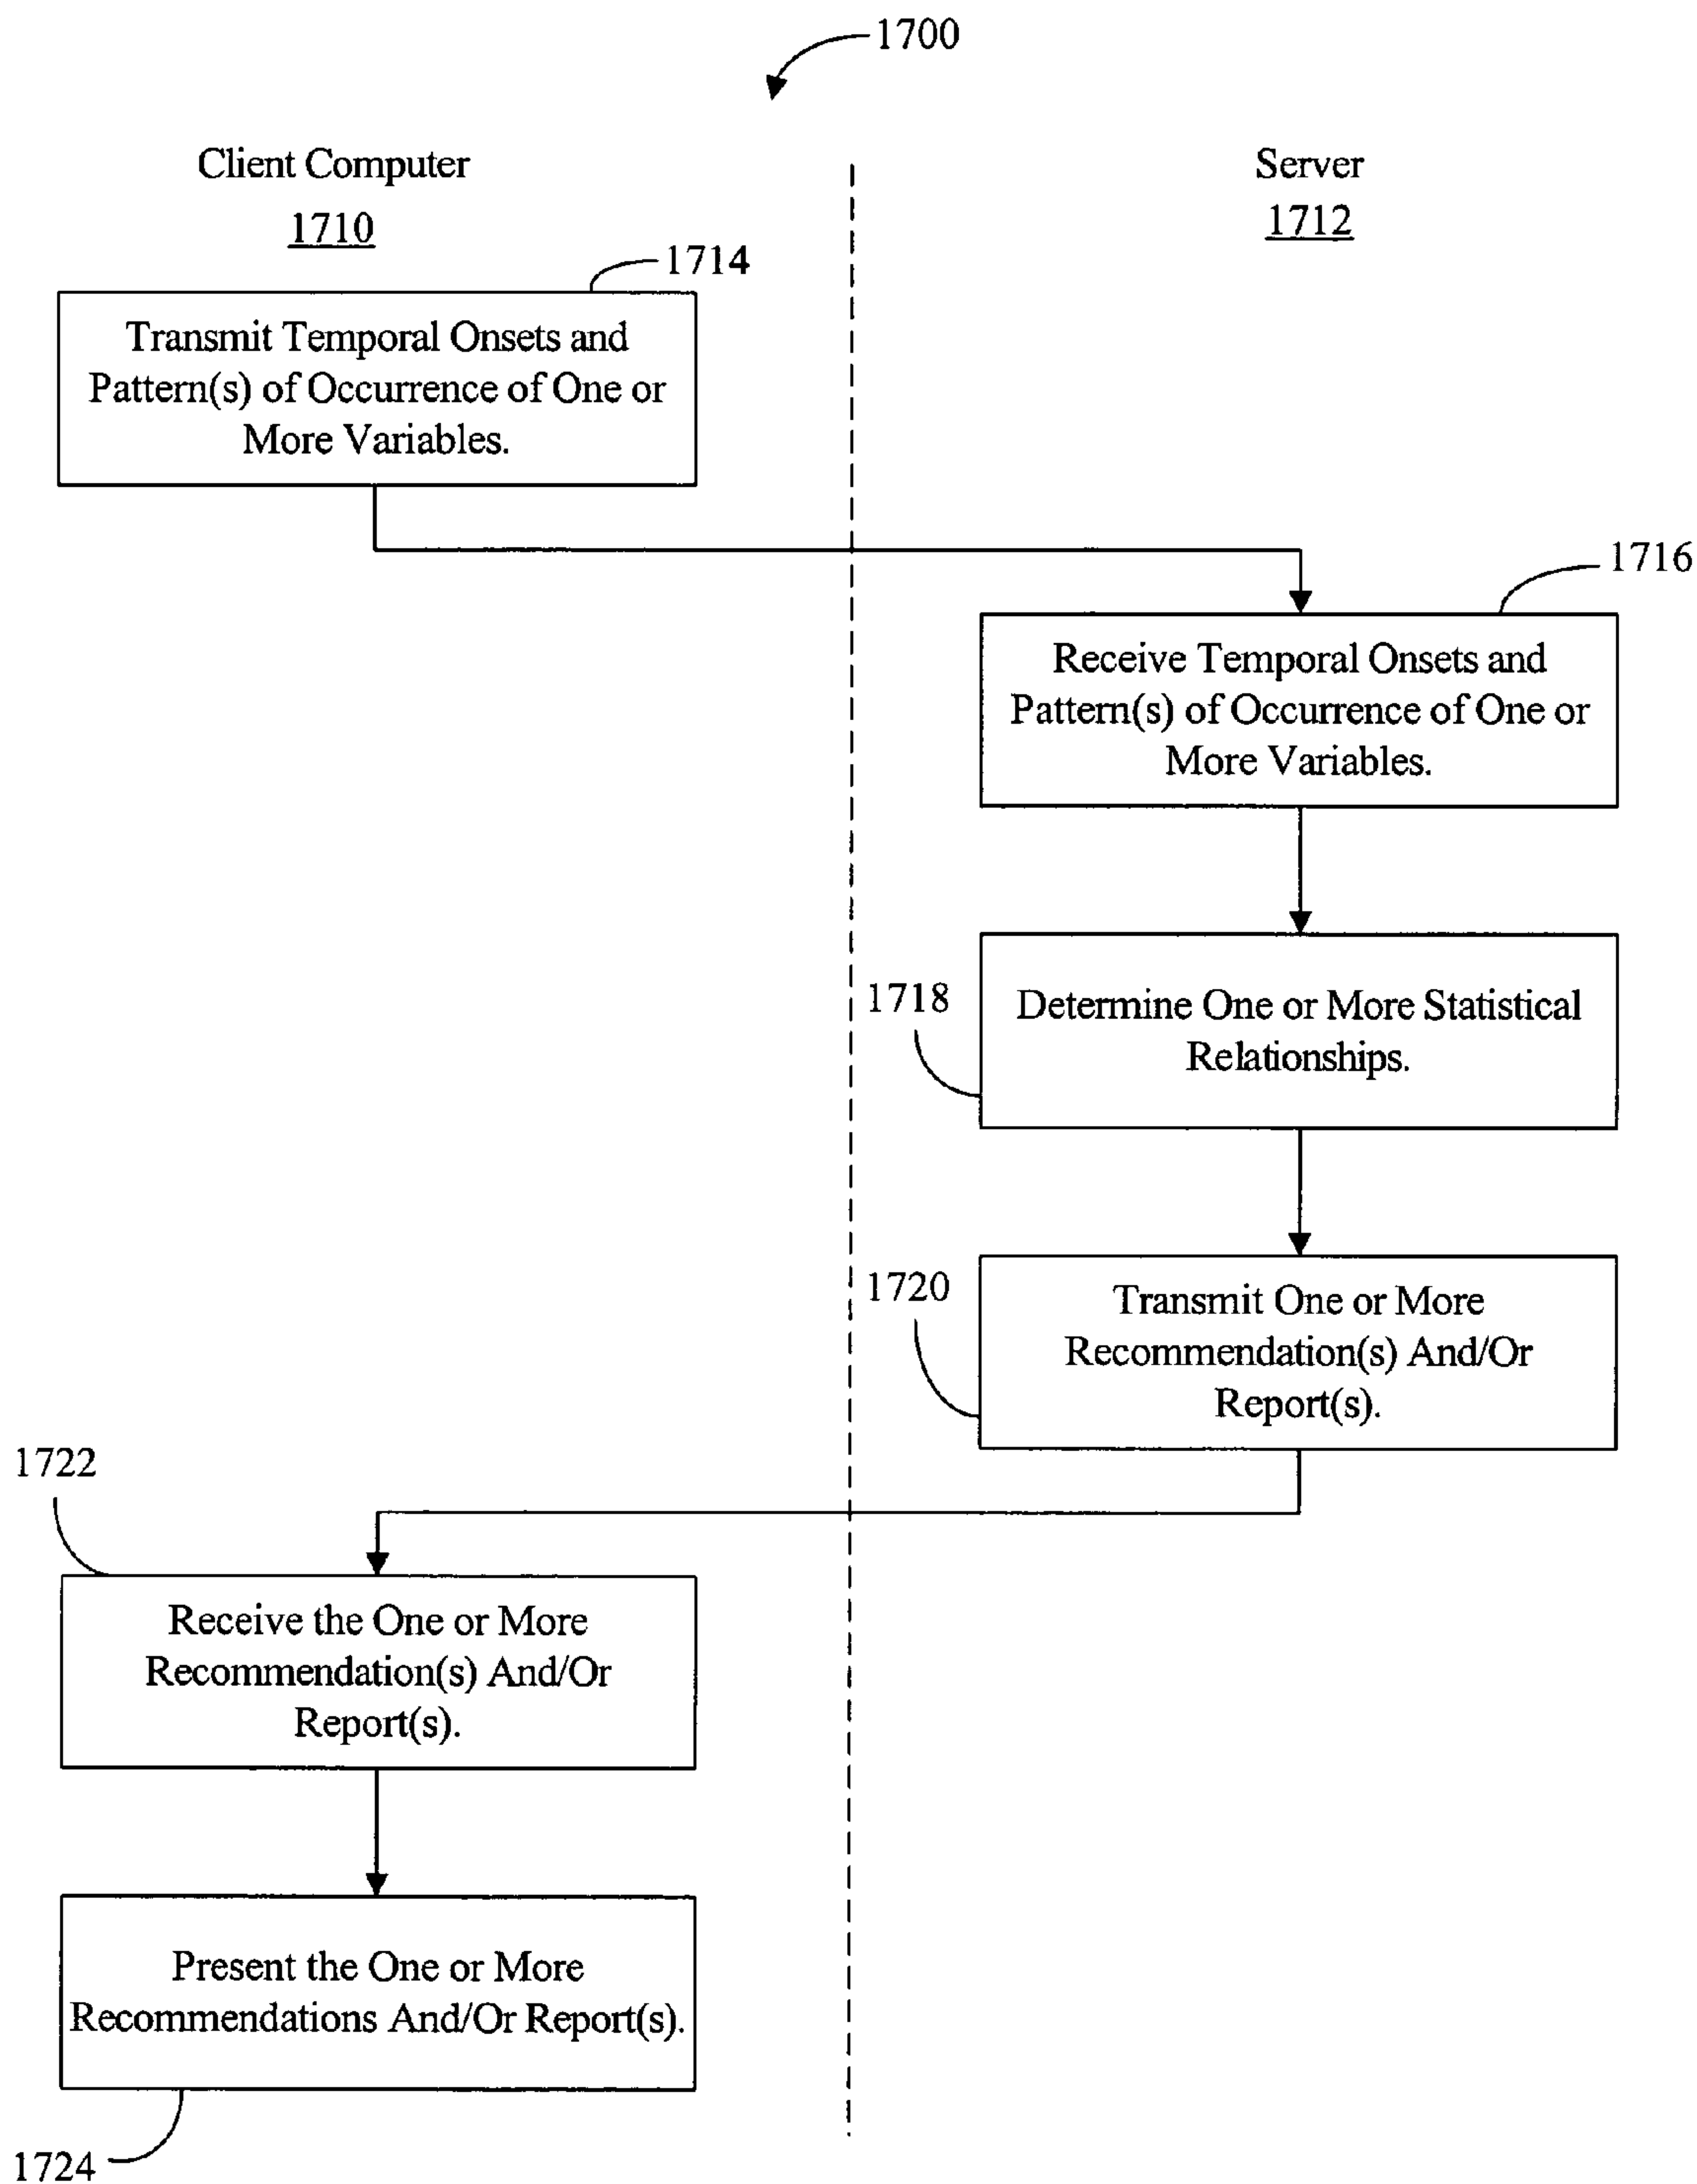 1700
Client Computer
1710
Server
1712
1714
Transmit Temporal Onsets and
Pattern(s) of Occurrence of One or
More Variables.
1716
Receive Temporal Onsets and
Pattern(s) of Occurrence of One or
More Variables.
1718
Determine One or More Statistical
Relationships.
1720
Transmit One or More
Recommendation(s) And/Or
Report(s).
1722
Receive the One or More
Recommendation(s) And/Or
Report(s).
Present the One or More
Recommendations And/Or Report(s).
1724